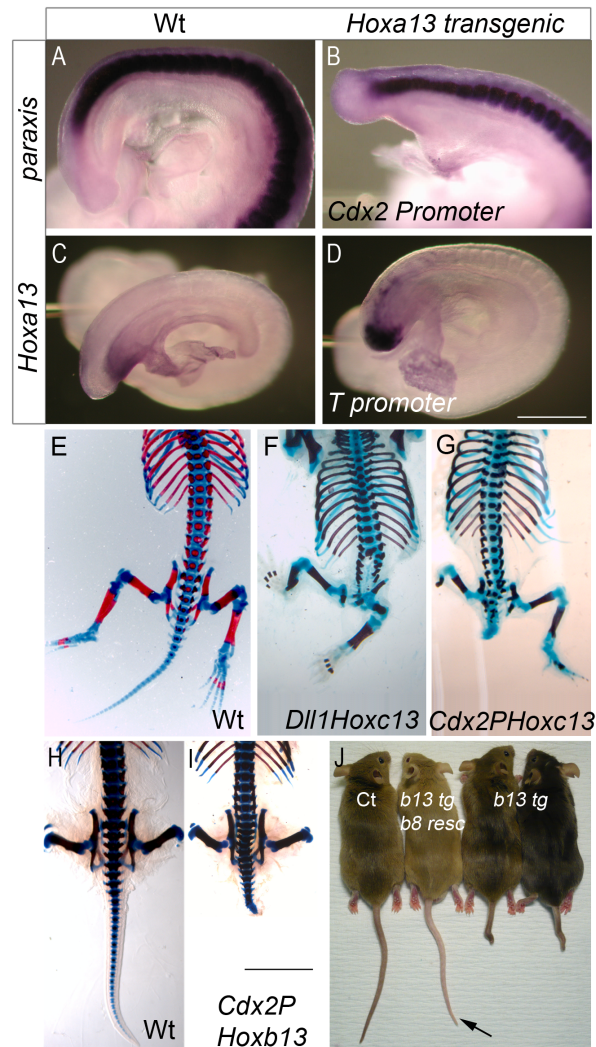 Wt
Hoxa13 transgenic
paraxis
A
B
Cdx2 Promoter
Hoxa13
C
D
T promoter
E
Wt
F
Dll1Hoxc13
G
Cdx2PHoxc13
H
Wt
I
Cdx2P
Hoxb13
J
Ct
b13 tg
b8 resc
b13 tg